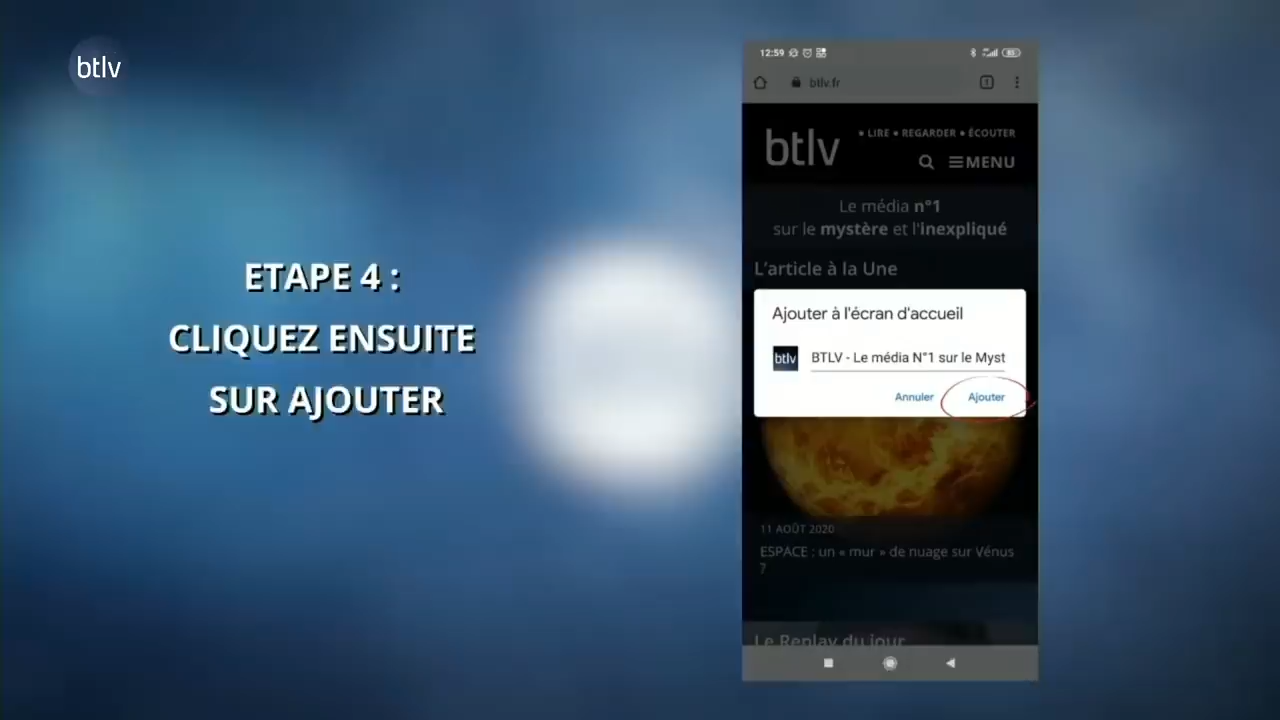 btlv
ETAPE 4 :
CLIQUEZ ENSUITE
SUR AJOUTER
12:59
btlv.fr
1
btlv
• LIRE • REGARDER • ÉCOUTER
MENU
Le média n°1
sur le mystère et l'inexpliqué
L'article à la Une
Ajouter à l'écran d'accueil
btlv
BTLV - Le média N°1 sur le Myst
Annuler
Ajouter
11 AOÛT 2020
ESPACE : un « mur » de nuage sur Vénus
?
Le Replay du jour